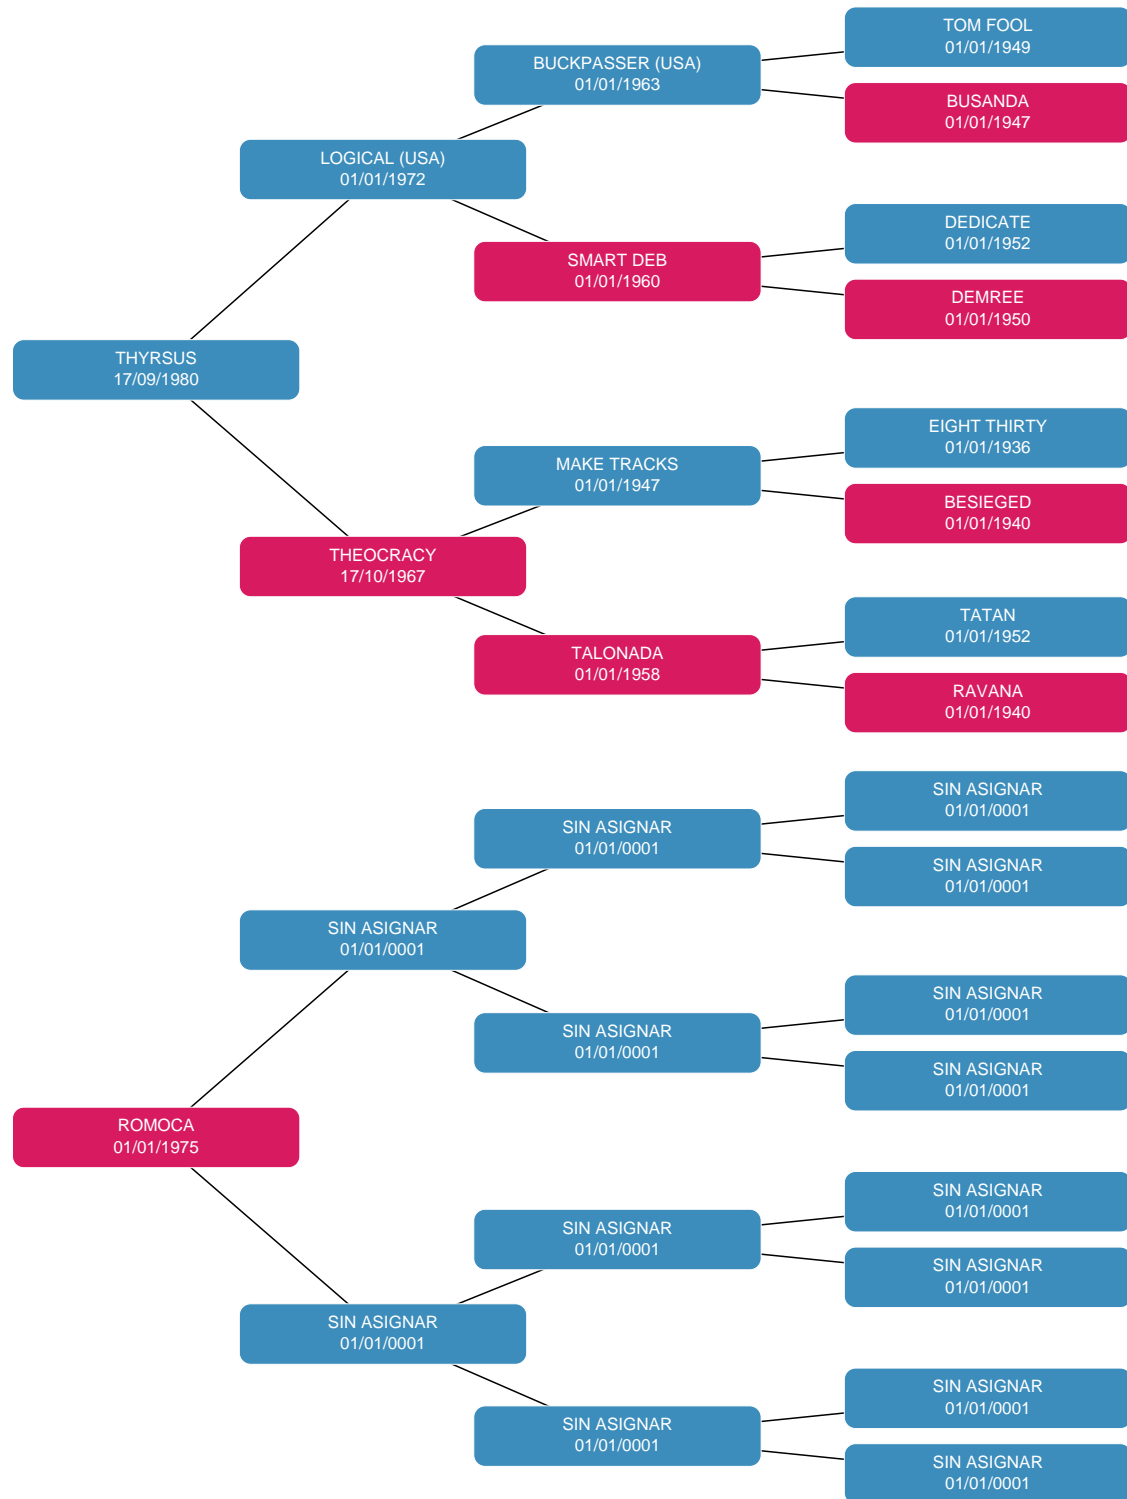 TOM FOOL
01/01/1949
BUCKPASSER (USA)
01/01/1963
BUSANDA
01/01/1947
LOGICAL (USA)
01/01/1972
DEDICATE
01/01/1952
SMART DEB
01/01/1960
DEMREE
01/01/1950
THYRSUS
17/09/1980
EIGHT THIRTY
01/01/1936
MAKE TRACKS
01/01/1947
BESIEGED
01/01/1940
THEOCRACY
17/10/1967
TATAN
01/01/1952
TALONADA
01/01/1958
RAVANA
01/01/1940
SIN ASIGNAR
01/01/0001
SIN ASIGNAR
01/01/0001
SIN ASIGNAR
01/01/0001
SIN ASIGNAR
01/01/0001
SIN ASIGNAR
01/01/0001
SIN ASIGNAR
01/01/0001
SIN ASIGNAR
01/01/0001
ROMOCA
01/01/1975
SIN ASIGNAR
01/01/0001
SIN ASIGNAR
01/01/0001
SIN ASIGNAR
01/01/0001
SIN ASIGNAR
01/01/0001
SIN ASIGNAR
01/01/0001
SIN ASIGNAR
01/01/0001
SIN ASIGNAR
01/01/0001